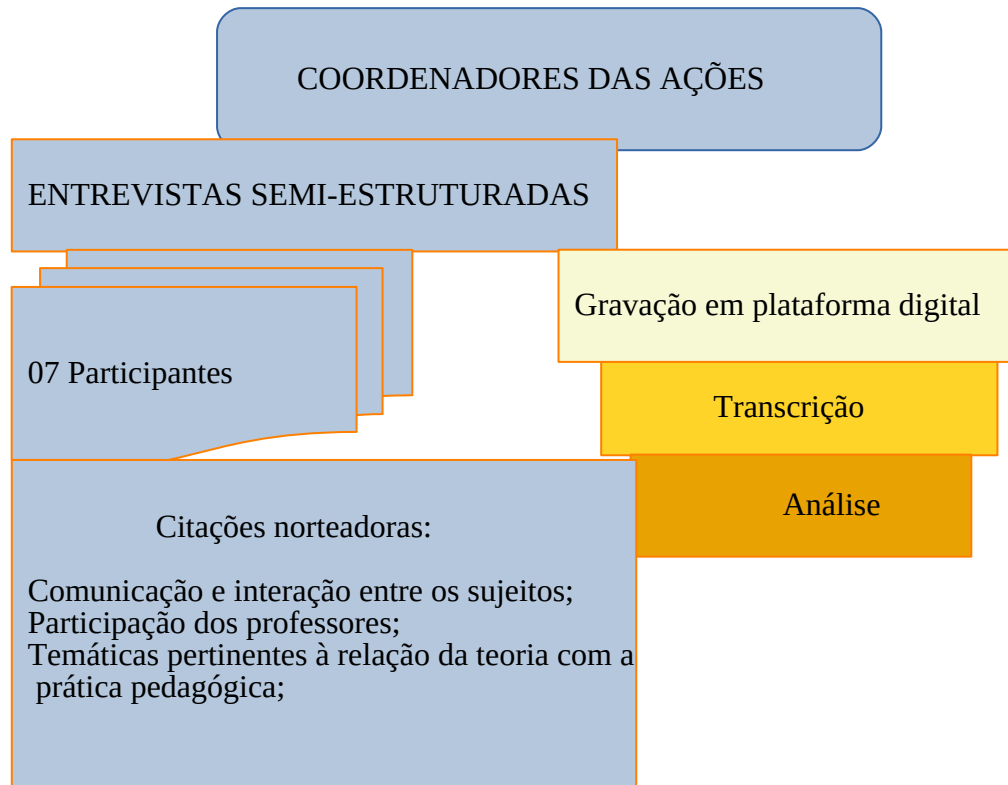 COORDENADORES DAS AÇÕES
ENTREVISTAS SEMI-ESTRUTURADAS
Gravação em plataforma digital
07 Participantes
Transcrição
Análise
Citações norteadoras:
Comunicação e interação entre os sujeitos;
Participação dos professores;
Temáticas pertinentes à relação da teoria com a
prática pedagógica;